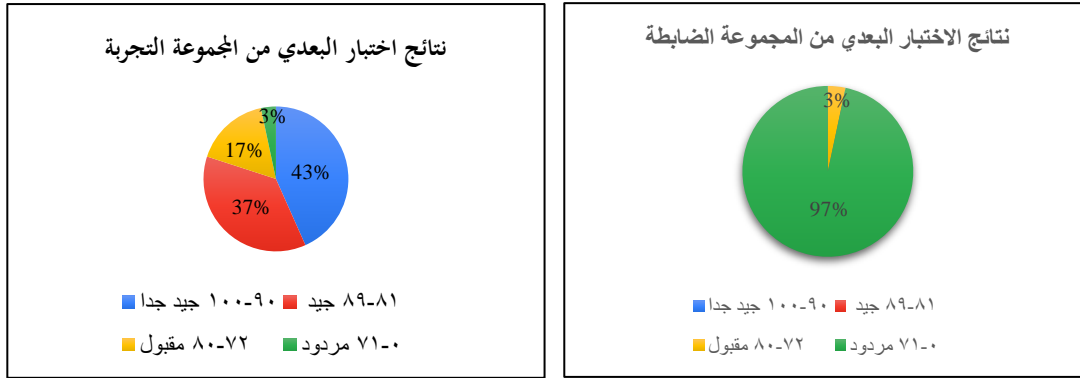 نتائج الاختبار البعدي من المجموعة الضابطة
3%
97%
٩٠-١٠٠ جيد جدا
٨١-٨٩ جيد
٧٢-٨٠ مقبول
٠-٧١ مردود
نتائج اختبار البعدي من المجموعة التجربة
3%
17%
43%
37%
٩٠-١٠٠ جيد جدا
٨١-٨٩ جيد
٧٢-٨٠ مقبول
٠-٧١ مردود